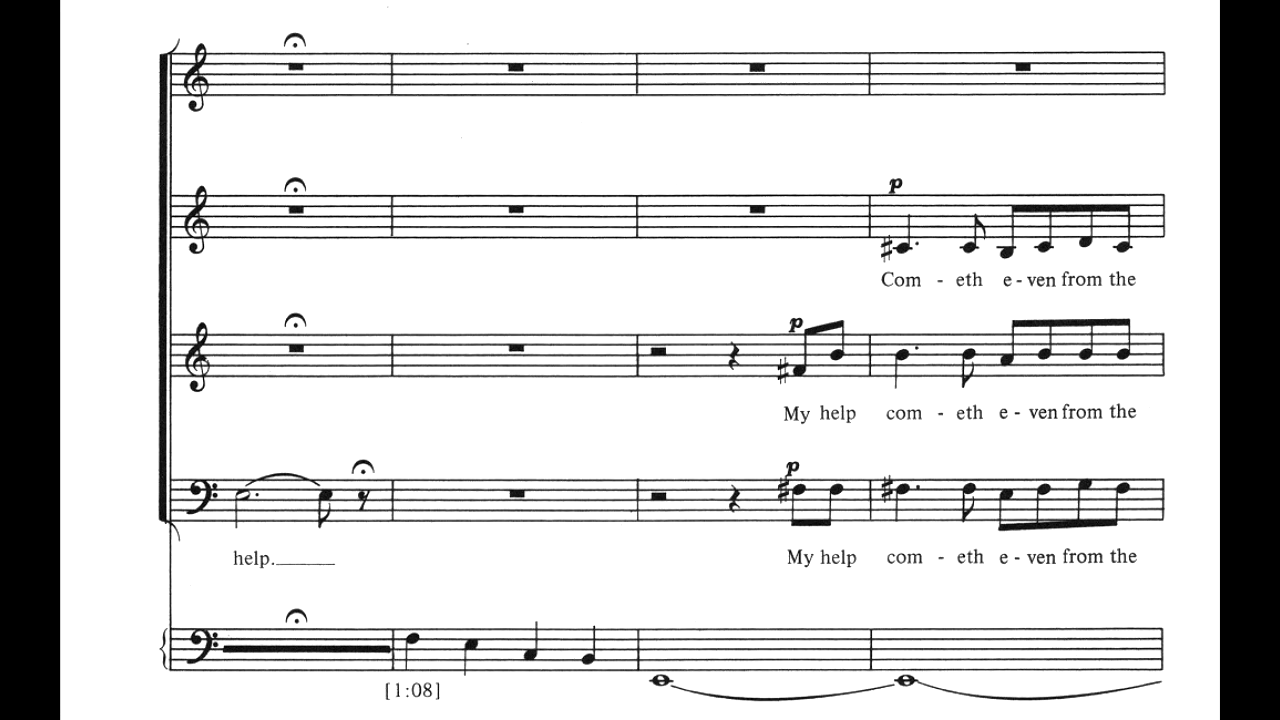 p
Com - eth e - ven from the
p
My help com - eth e - ven from the
p
help. My help com - eth e - ven from the
[1:08]